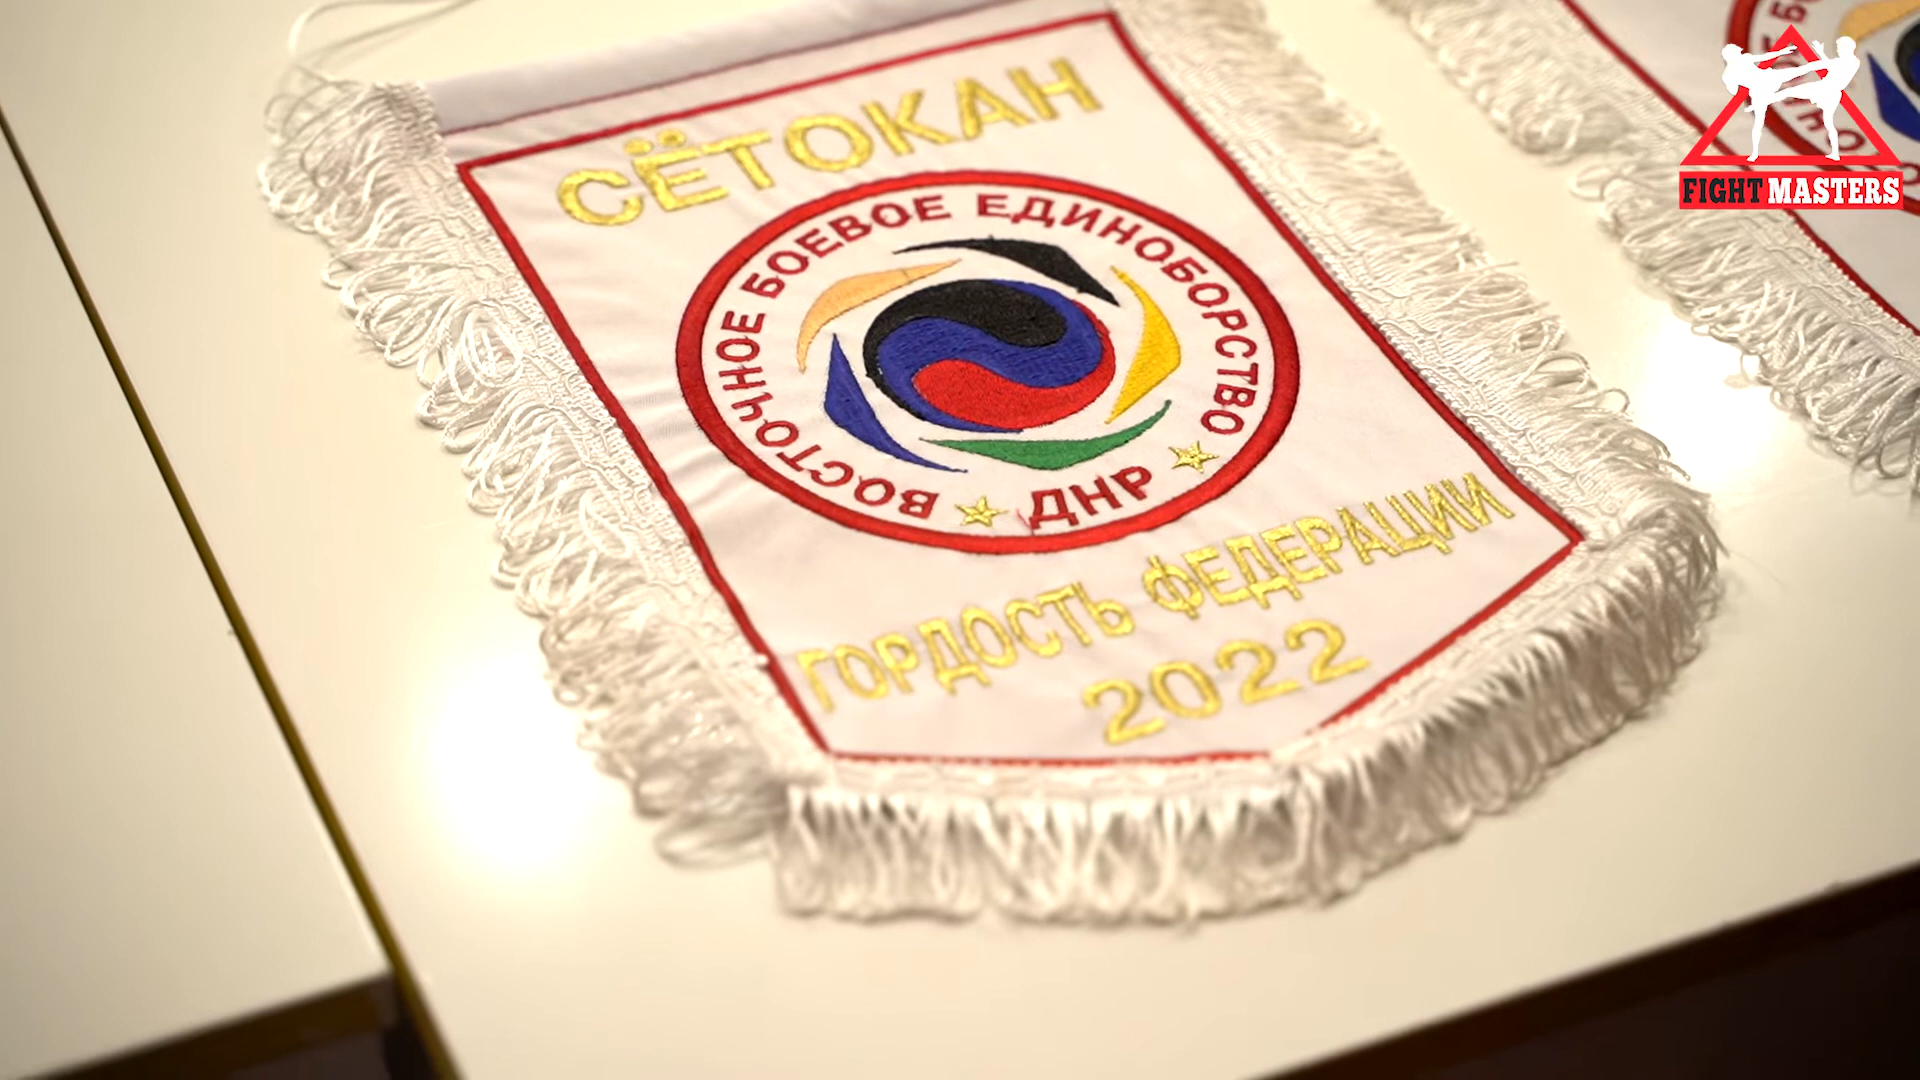 СЁТОКАН
ВОСТОЧНОЕ БОЕВОЕ ЕДИНОБОРСТВО
ДНР
ГОРДОСТЬ ФЕДЕРАЦИИ
2022
FIGHT MASTERS